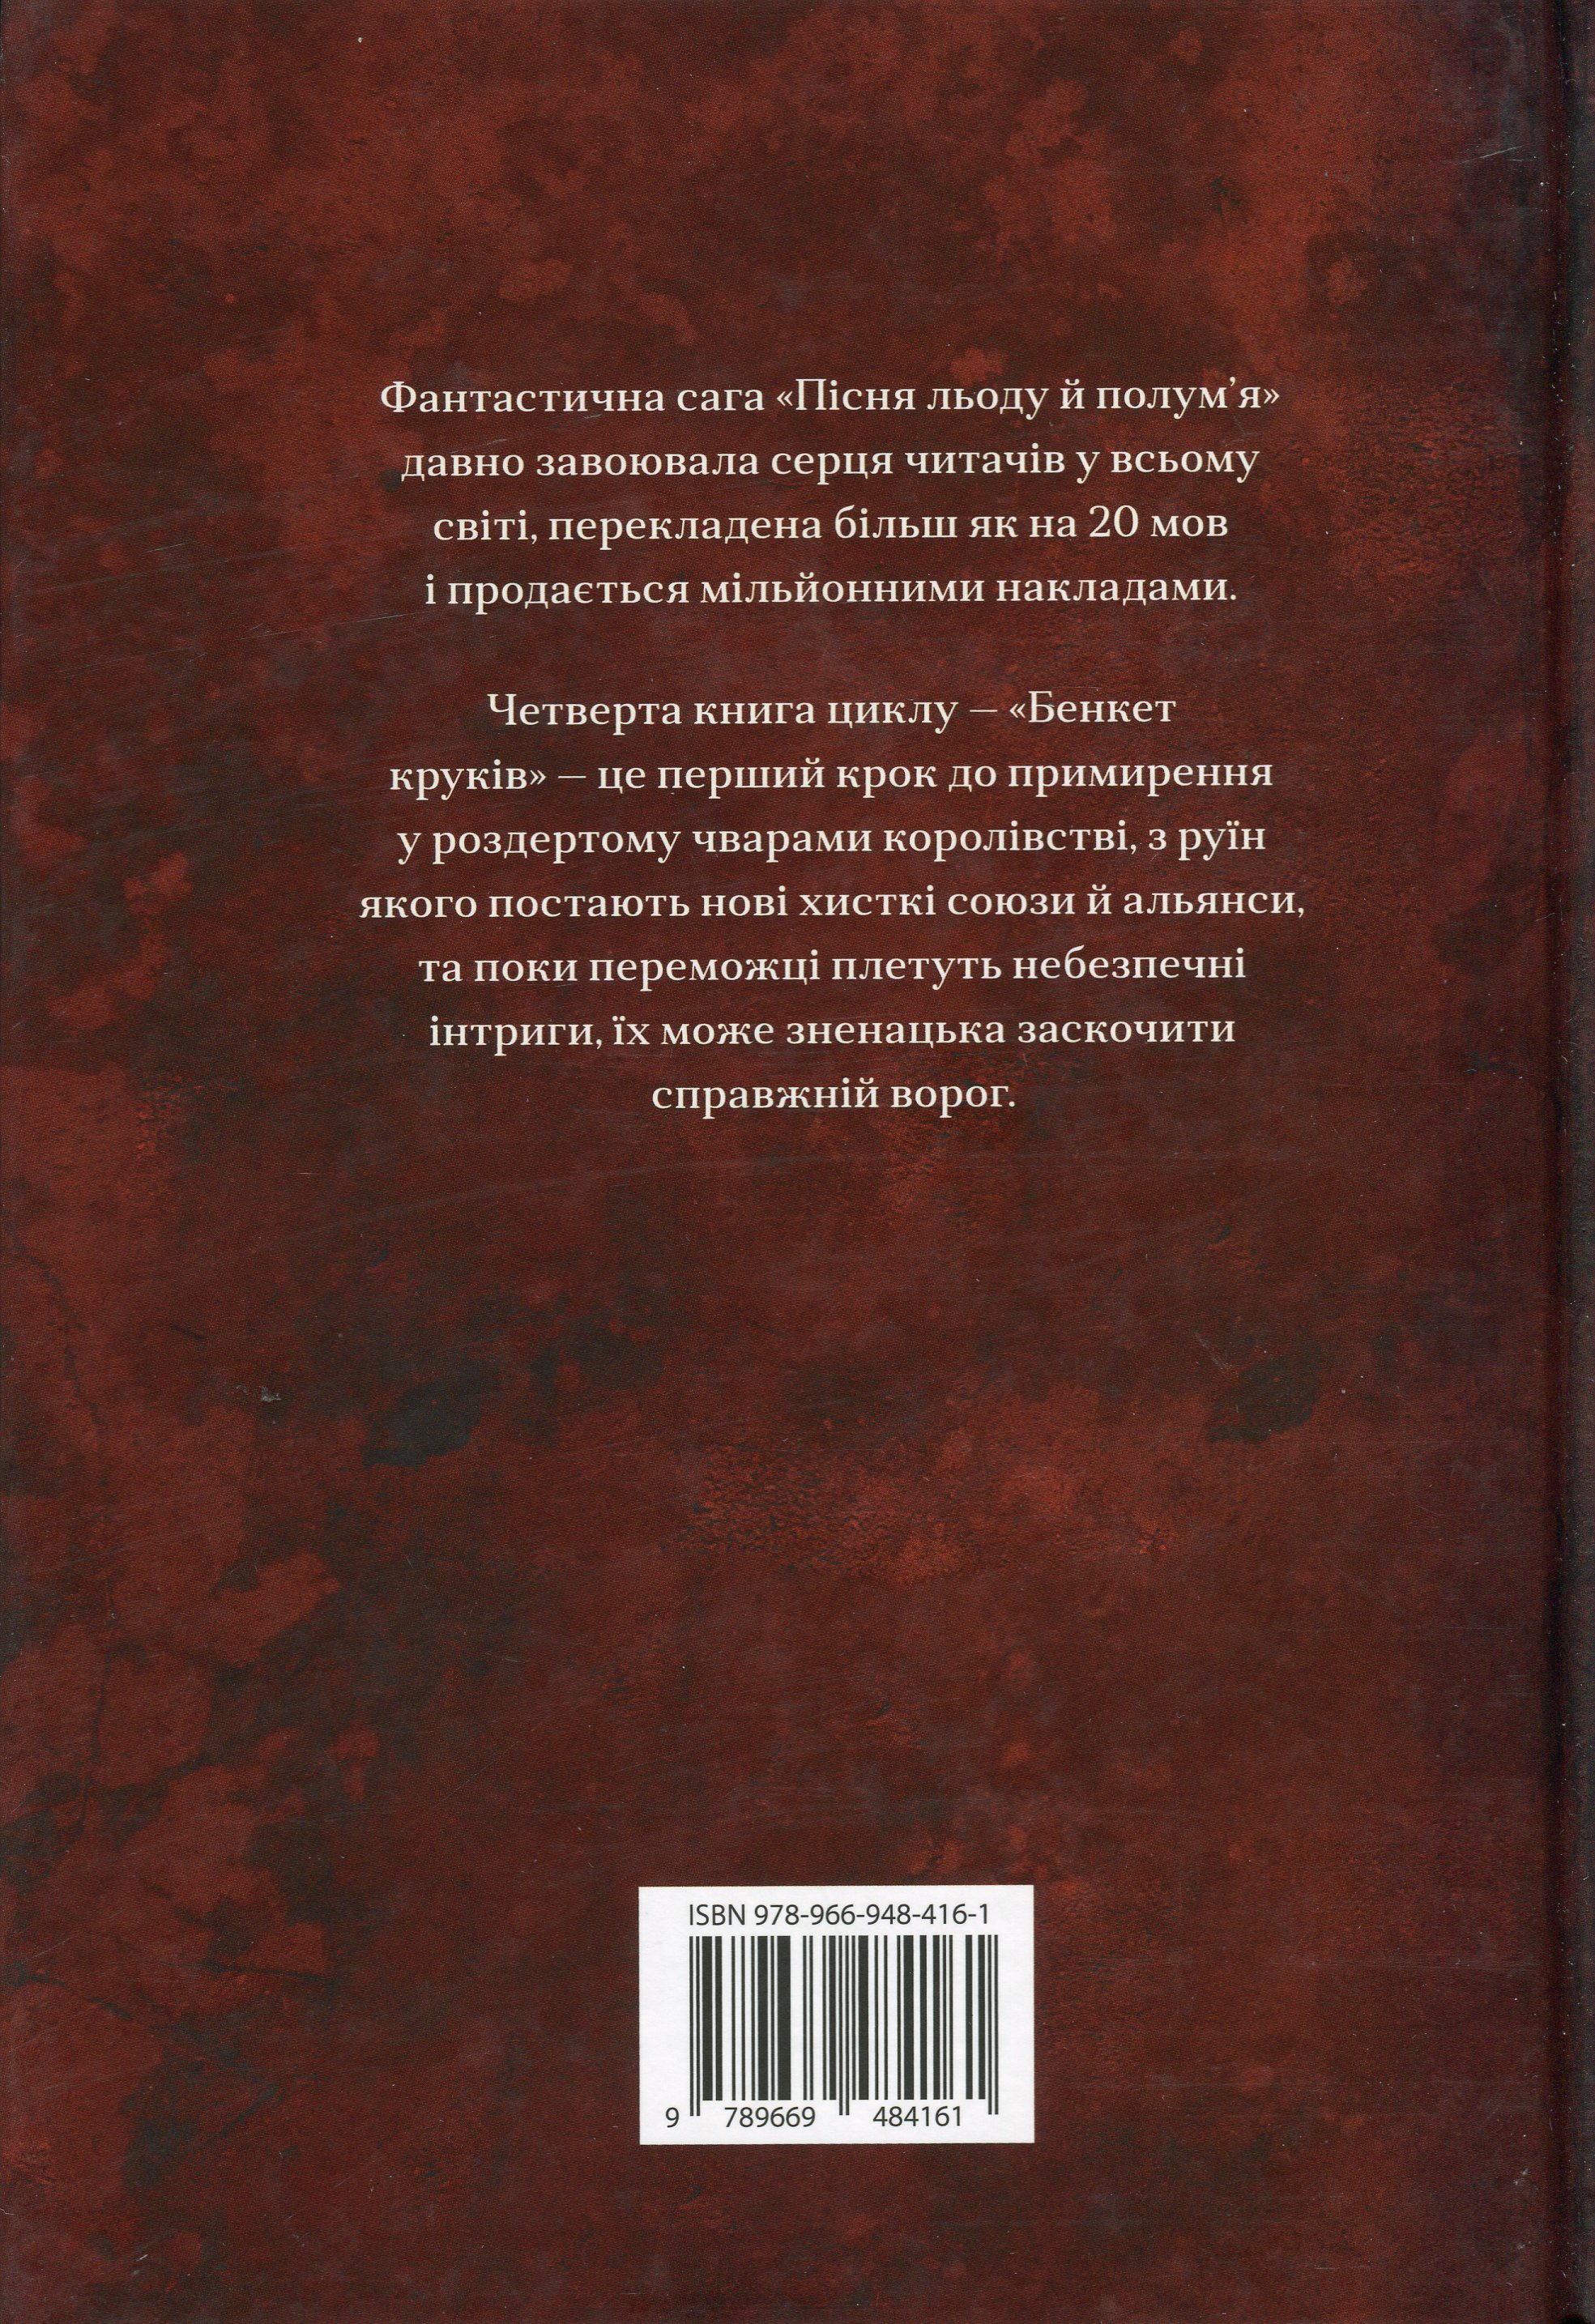 Фантастична сага «Пісня льоду й полум’я»
давно завоювала серця читачів у всьому
світі, перекладена більш як на 20 мов
і продається мільйонними накладами.
Четверта книга циклу — «Бенкет
круків» — це перший крок до примирення
у роздертому чварами королівстві, з руїн
якого постають нові хисткі союзи й альянси,
та поки переможці плетуть небезпечні
інтриги, їх може зненацька заскочити
справжній ворог.
ISBN 978-966-948-416-1
9 789669 484161